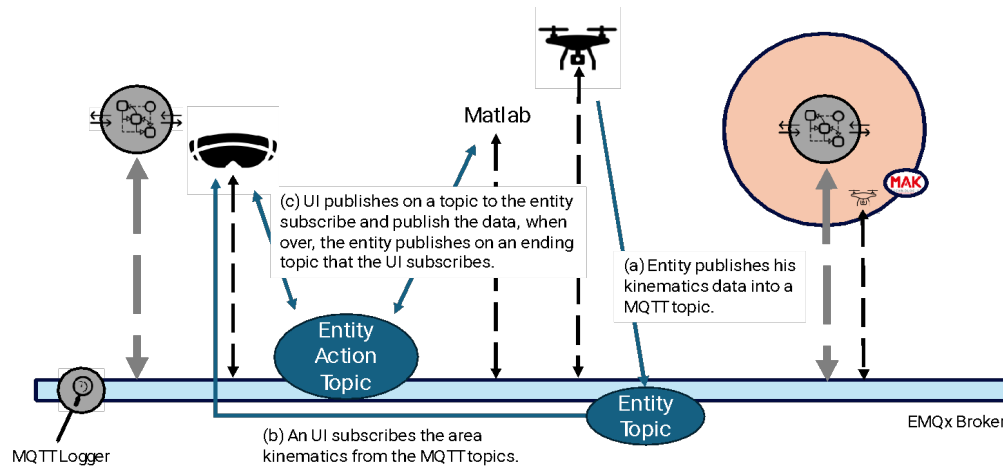 Matlab
MAK
(c) UI publishes on a topic to the entity
subscribe and publish the data, when
over, the entity publishes on an ending
topic that the UI subscribes.
(a) Entity publishes his
kinematics data into a
MQTT topic.
Entity
Action
Topic
Entity
Topic
EMQx Broker
(b) An UI subscribes the area
kinematics from the MQTT topics.
MQTT Logger